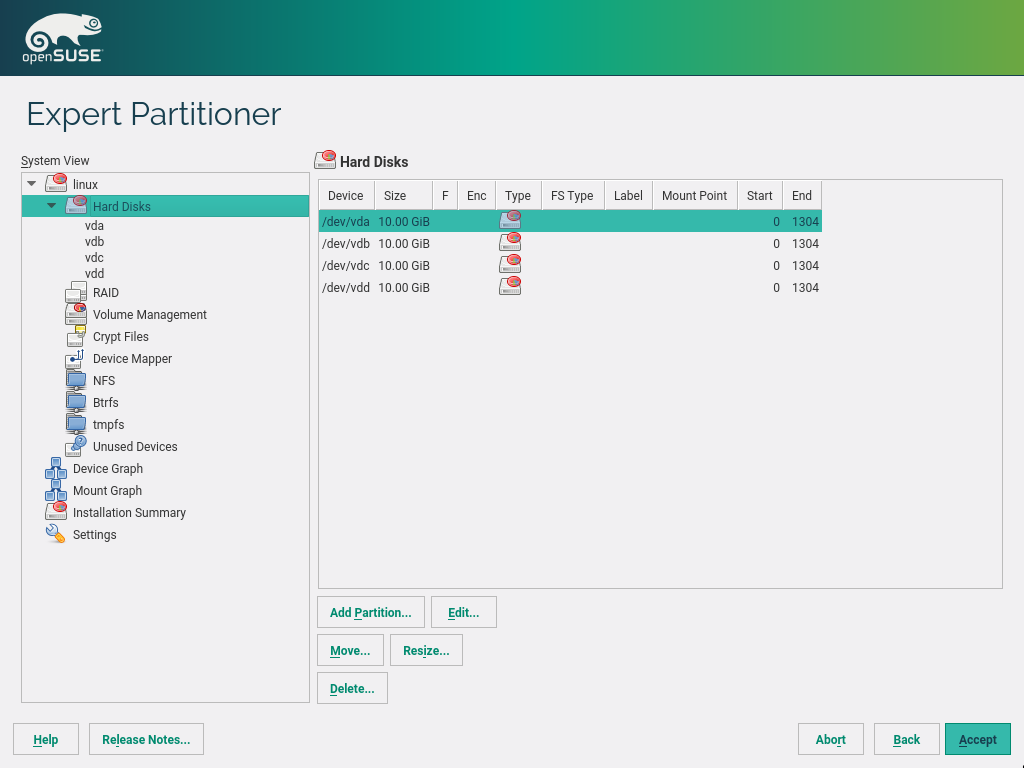 openSUSE
Expert Partitioner
System View
linux
Hard Disks
vda
vdb
vdc
vdd
RAID
Volume Management
Crypt Files
Device Mapper
NFS
Btrfs
tmpfs
Unused Devices
Device Graph
Mount Graph
Installation Summary
Settings
Hard Disks
Device Size F Enc Type FS Type Label Mount Point Start End
/dev/vda 10.00 GiB 0 1304
/dev/vdb 10.00 GiB 0 1304
/dev/vdc 10.00 GiB 0 1304
/dev/vdd 10.00 GiB 0 1304
Add Partition... Edit...
Move... Resize...
Delete...
Help Release Notes... Abort Back Accept